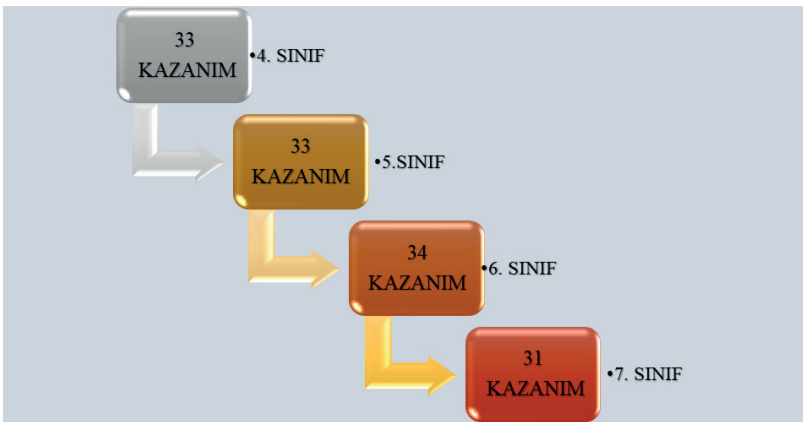 33
KAZANIM
•4. SINIF
33
KAZANIM
•5.SINIF
34
KAZANIM
•6. SINIF
31
KAZANIM
•7. SINIF